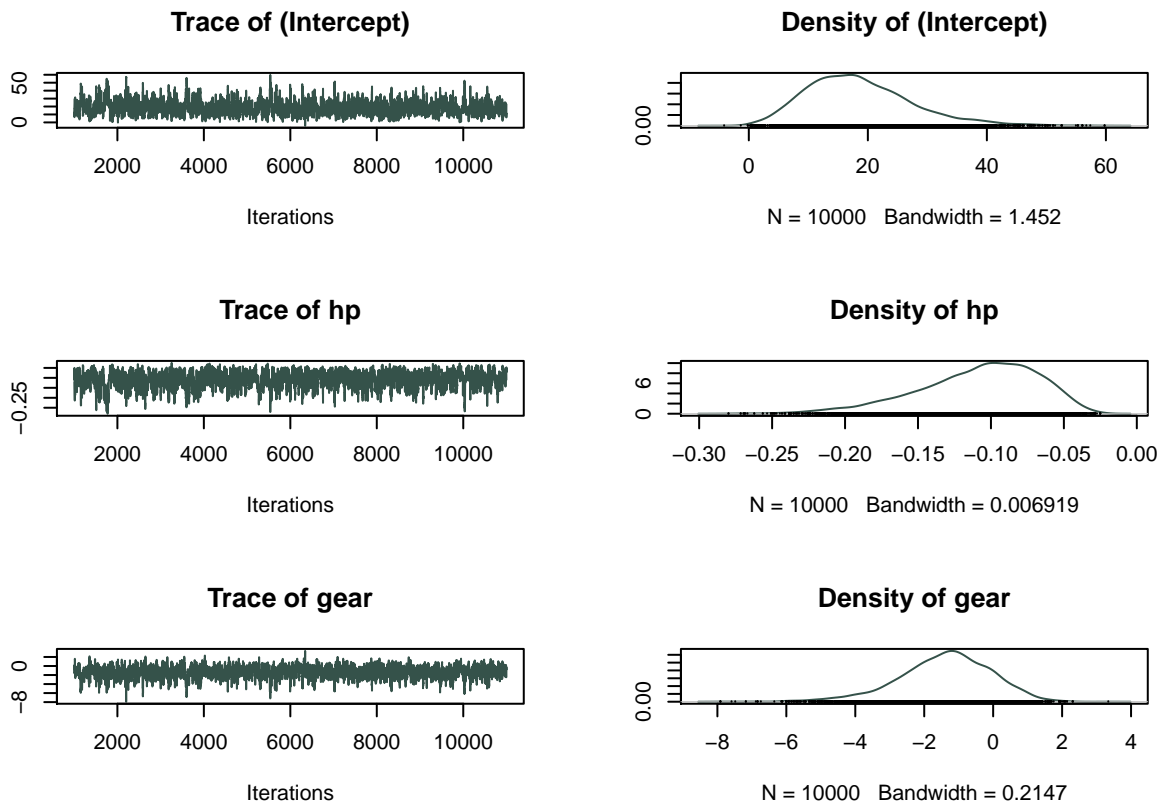 Trace of (Intercept)
0 50
2000 4000 6000 8000 10000
Iterations
Density of (Intercept)
0.00
0 20 40 60
N = 10000 Bandwidth = 1.452
Trace of hp
−0.25
2000 4000 6000 8000 10000
Iterations
Density of hp
0 6
−0.30 −0.25 −0.20 −0.15 −0.10 −0.05 0.00
N = 10000 Bandwidth = 0.006919
Trace of gear
−8 0
2000 4000 6000 8000 10000
Iterations
Density of gear
0.00
−8 −6 −4 −2 0 2 4
N = 10000 Bandwidth = 0.2147